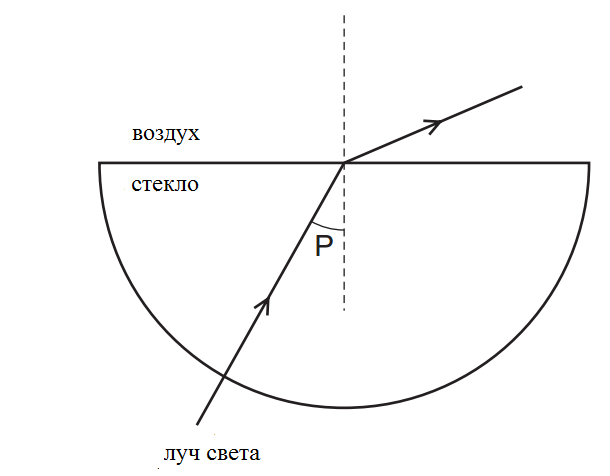 воздух
стекло
P
луч света